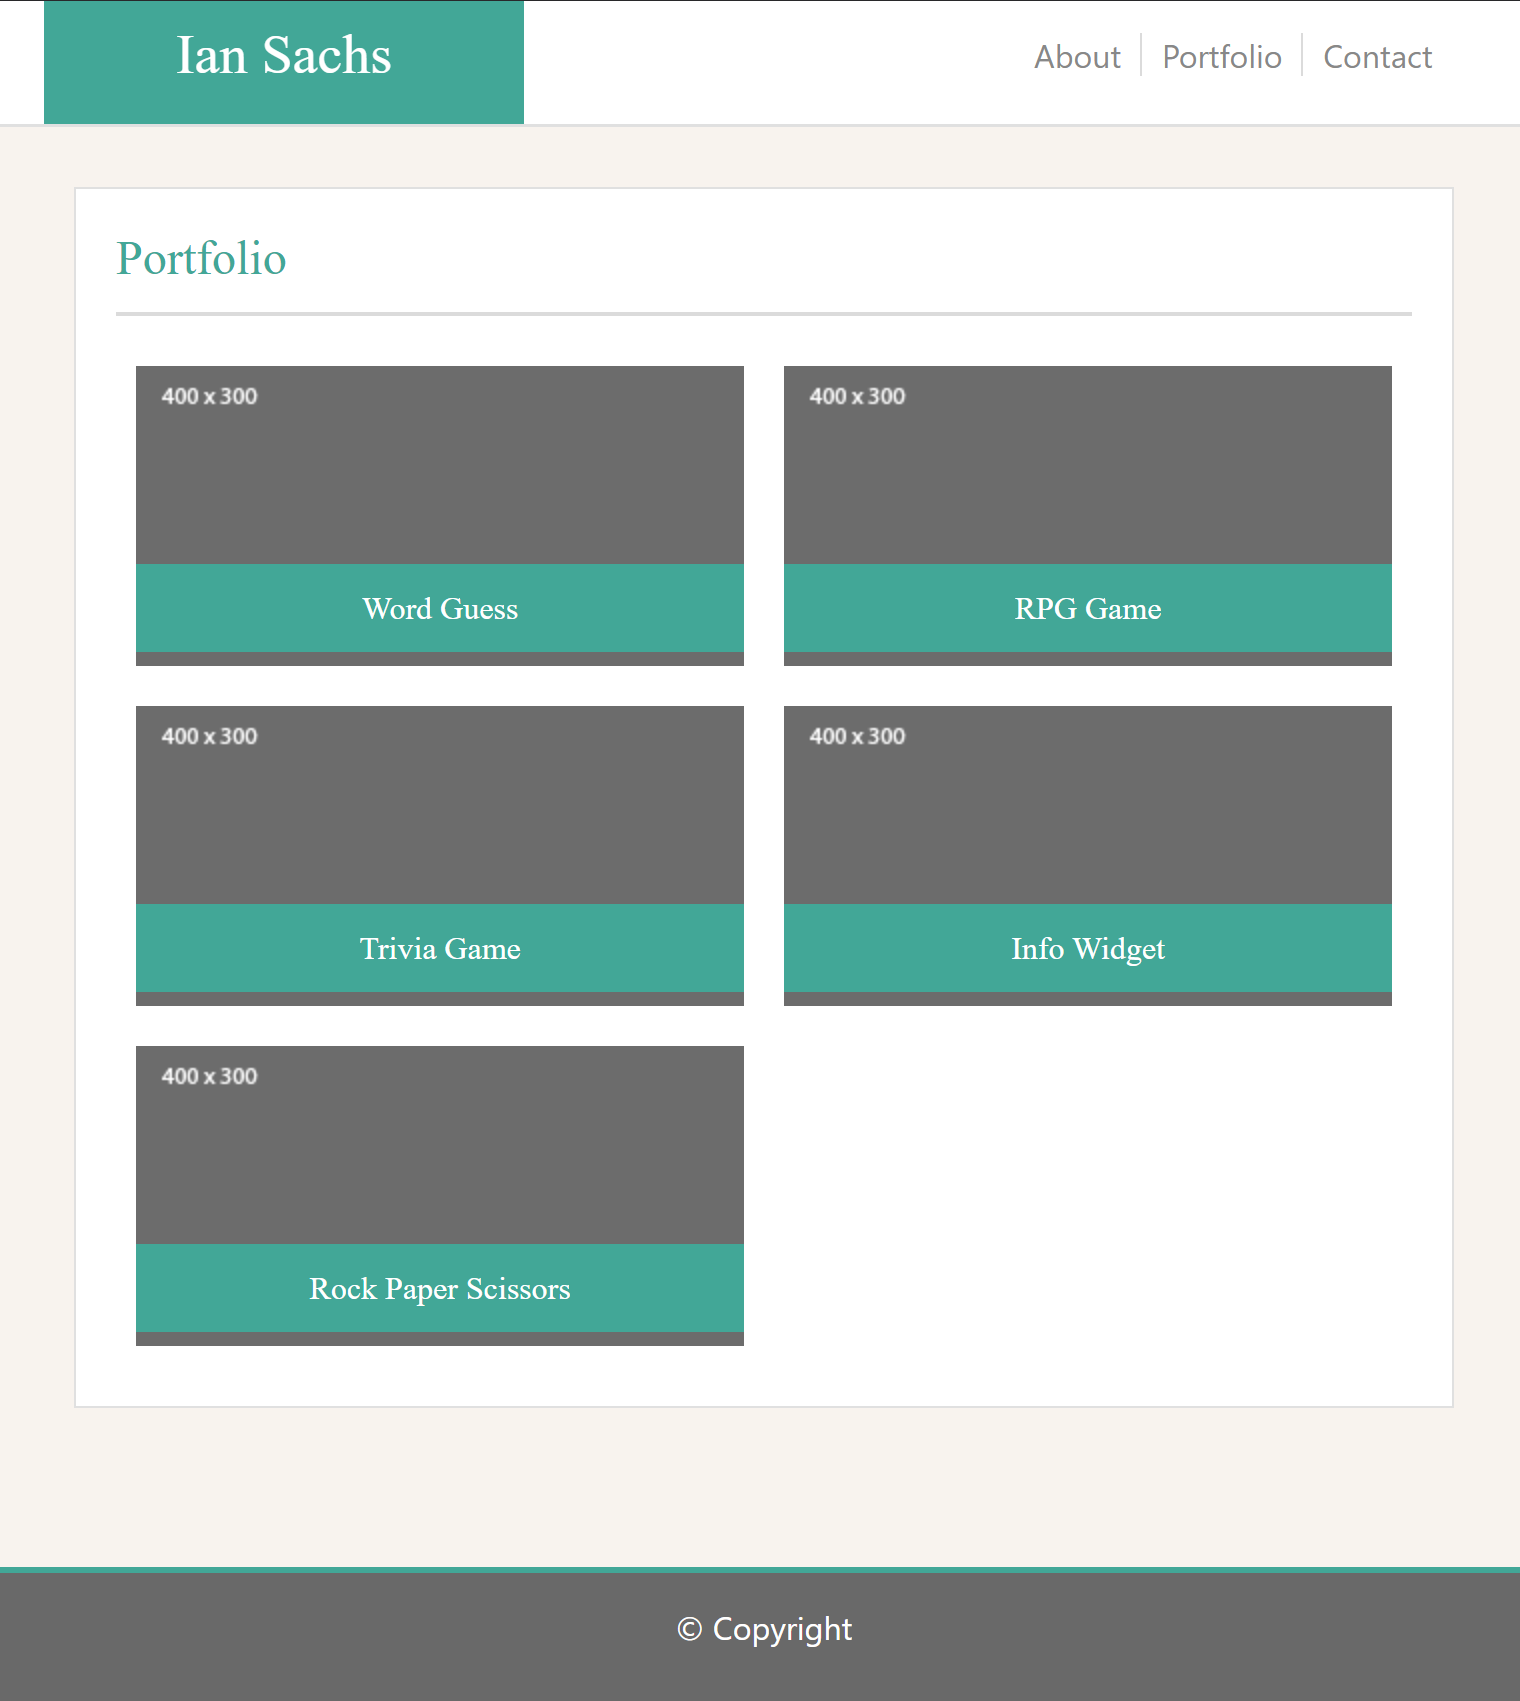 Ian Sachs
About
Portfolio
Contact
Portfolio
400 x 300
400 x 300
Word Guess
RPG Game
400 x 300
400 x 300
Trivia Game
Info Widget
400 x 300
Rock Paper Scissors
© Copyright